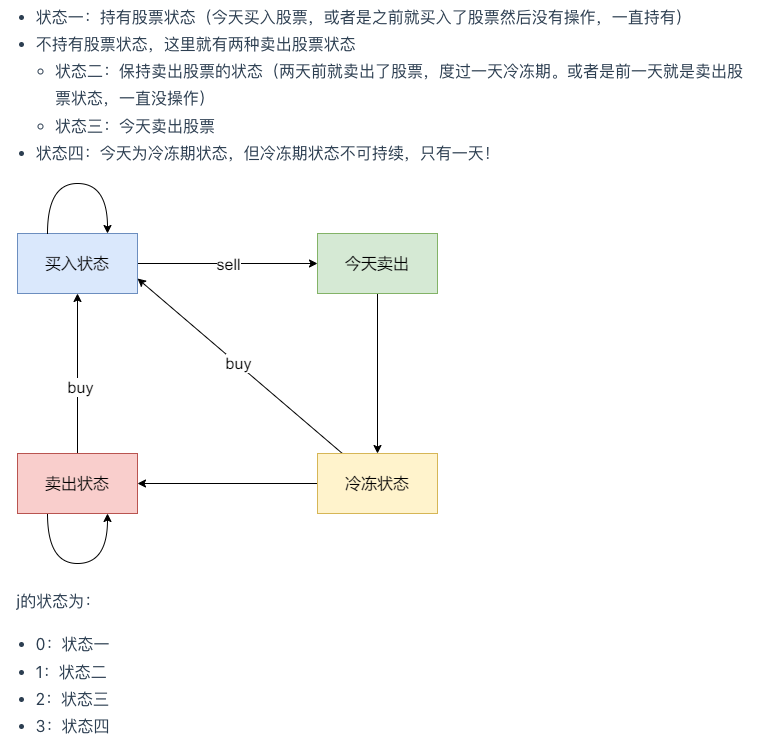 状态一：持有股票状态（今天买入股票，或者是之前就买入了股票然后没有操作，一直持有）
不持有股票状态，这里就有两种卖出股票状态
状态二：保持卖出股票的状态（两天前就卖出了股票，度过一天冷冻期。或者是前一天就是卖出股
票状态，一直没操作）
状态三：今天卖出股票
状态四：今天为冷冻期状态，但冷冻期状态不可持续，只有一天！
买入状态
sell
今天卖出
buy
buy
卖出状态
冷冻状态
j的状态为：
0：状态一
1：状态二
2：状态三
3：状态四